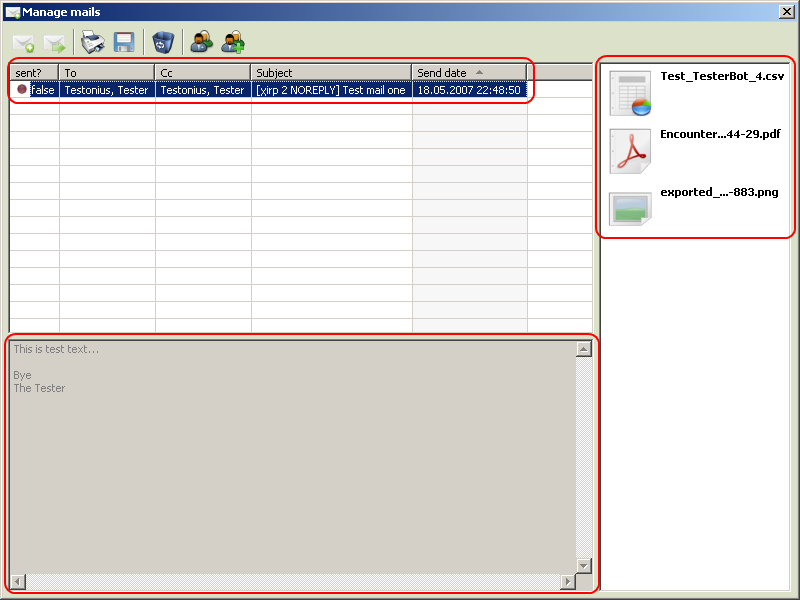 Manage mails
sent? To Cc Subject Send date
false Testonius, Tester Testonius, Tester [χirp 2 NOREPLY] Test mail one 18.05.2007 22:48:50
Test_TesterBot_4.csv
Encounter...44-29.pdf
exported_...-883.png
This is test text...
Bye
The Tester